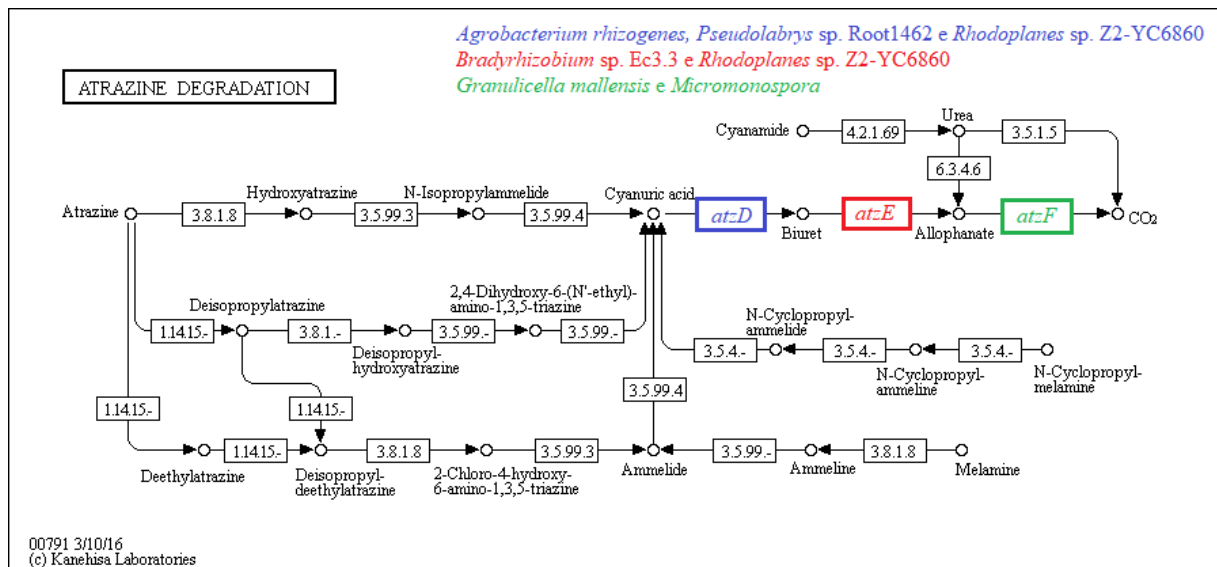 Agrobacterium rhizogenes, Pseudolabrys sp. Root1462 e Rhodoplanes sp. Z2-YC6860
Bradyrhizobium sp. Ec3.3 e Rhodoplanes sp. Z2-YC6860
Granulicella mallensis e Micromonospora
ATRAZINE DEGRADATION
Cyanamide
4.2.1.69
Urea
3.5.1.5
6.3.4.6
Atrazine
3.8.1.8
Hydroxyatrazine
3.5.99.3
N-Isopropylammelide
3.5.99.4
Cyanuric acid
atzD
Biuret
atzE
Allophanate
atzF
CO2
1.14.15.-
Deisopropylatrazine
3.8.1.-
Deisopropyl-
hydroxyatrazine
3.5.99.-
2,4-Dihydroxy-6-(N'-ethyl)-
amino-1,3,5-triazine
3.5.99.-
3.5.4.-
N-Cyclopropyl-
ammelide
3.5.4.-
N-Cyclopropyl-
ammeline
3.5.4.-
N-Cyclopropyl-
melamine
1.14.15.-
1.14.15.-
3.5.99.4
Deethylatrazine
1.14.15.-
Deisopropyl-
deethylatrazine
3.8.1.8
2-Chloro-4-hydroxy-
6-amino-1,3,5-triazine
3.5.99.3
Ammelide
3.5.99.-
Ammeline
3.8.1.8
Melamine
00791 3/10/16
(c) Kanehisa Laboratories